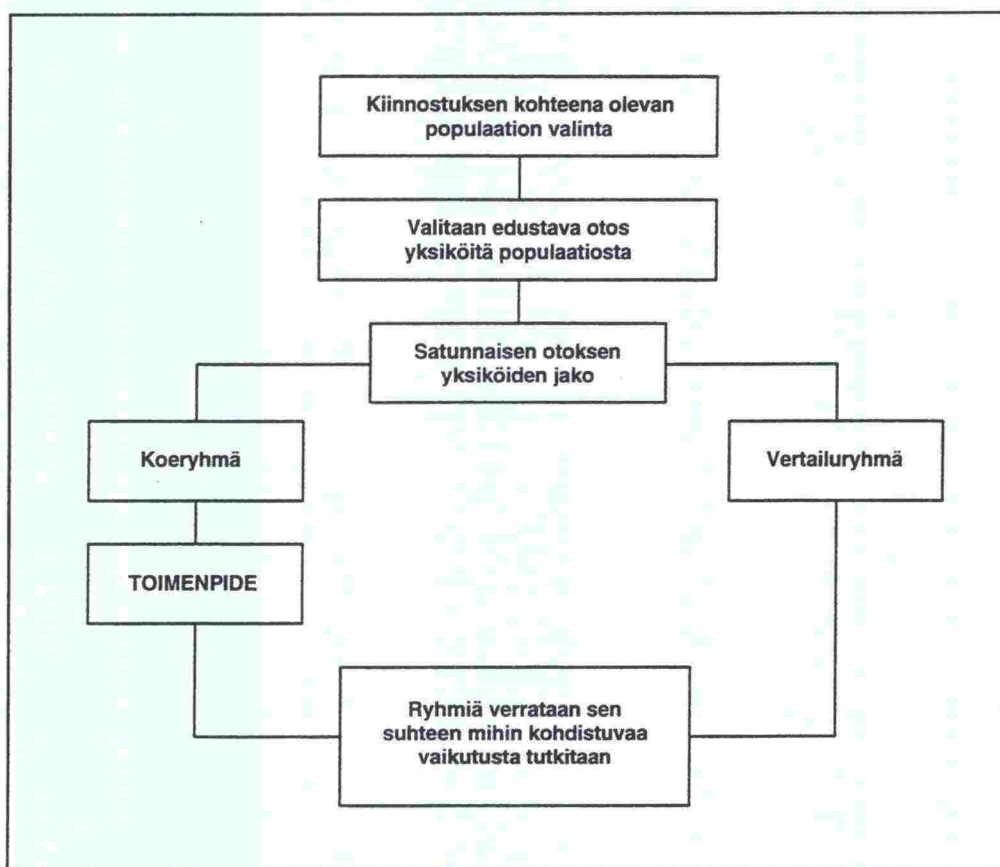 Kiinnostuksen kohteena olevan
populaation valinta
Valitaan edustava otos
yksiköitä populaatiosta
Satunnaisen otoksen
yksiköiden jako
Koeryhmä
Vertailuryhmä
TOIMENPIDE
Ryhmiä verrataan sen
suhteen mihin kohdistuvaa
vaikutusta tutkitaan